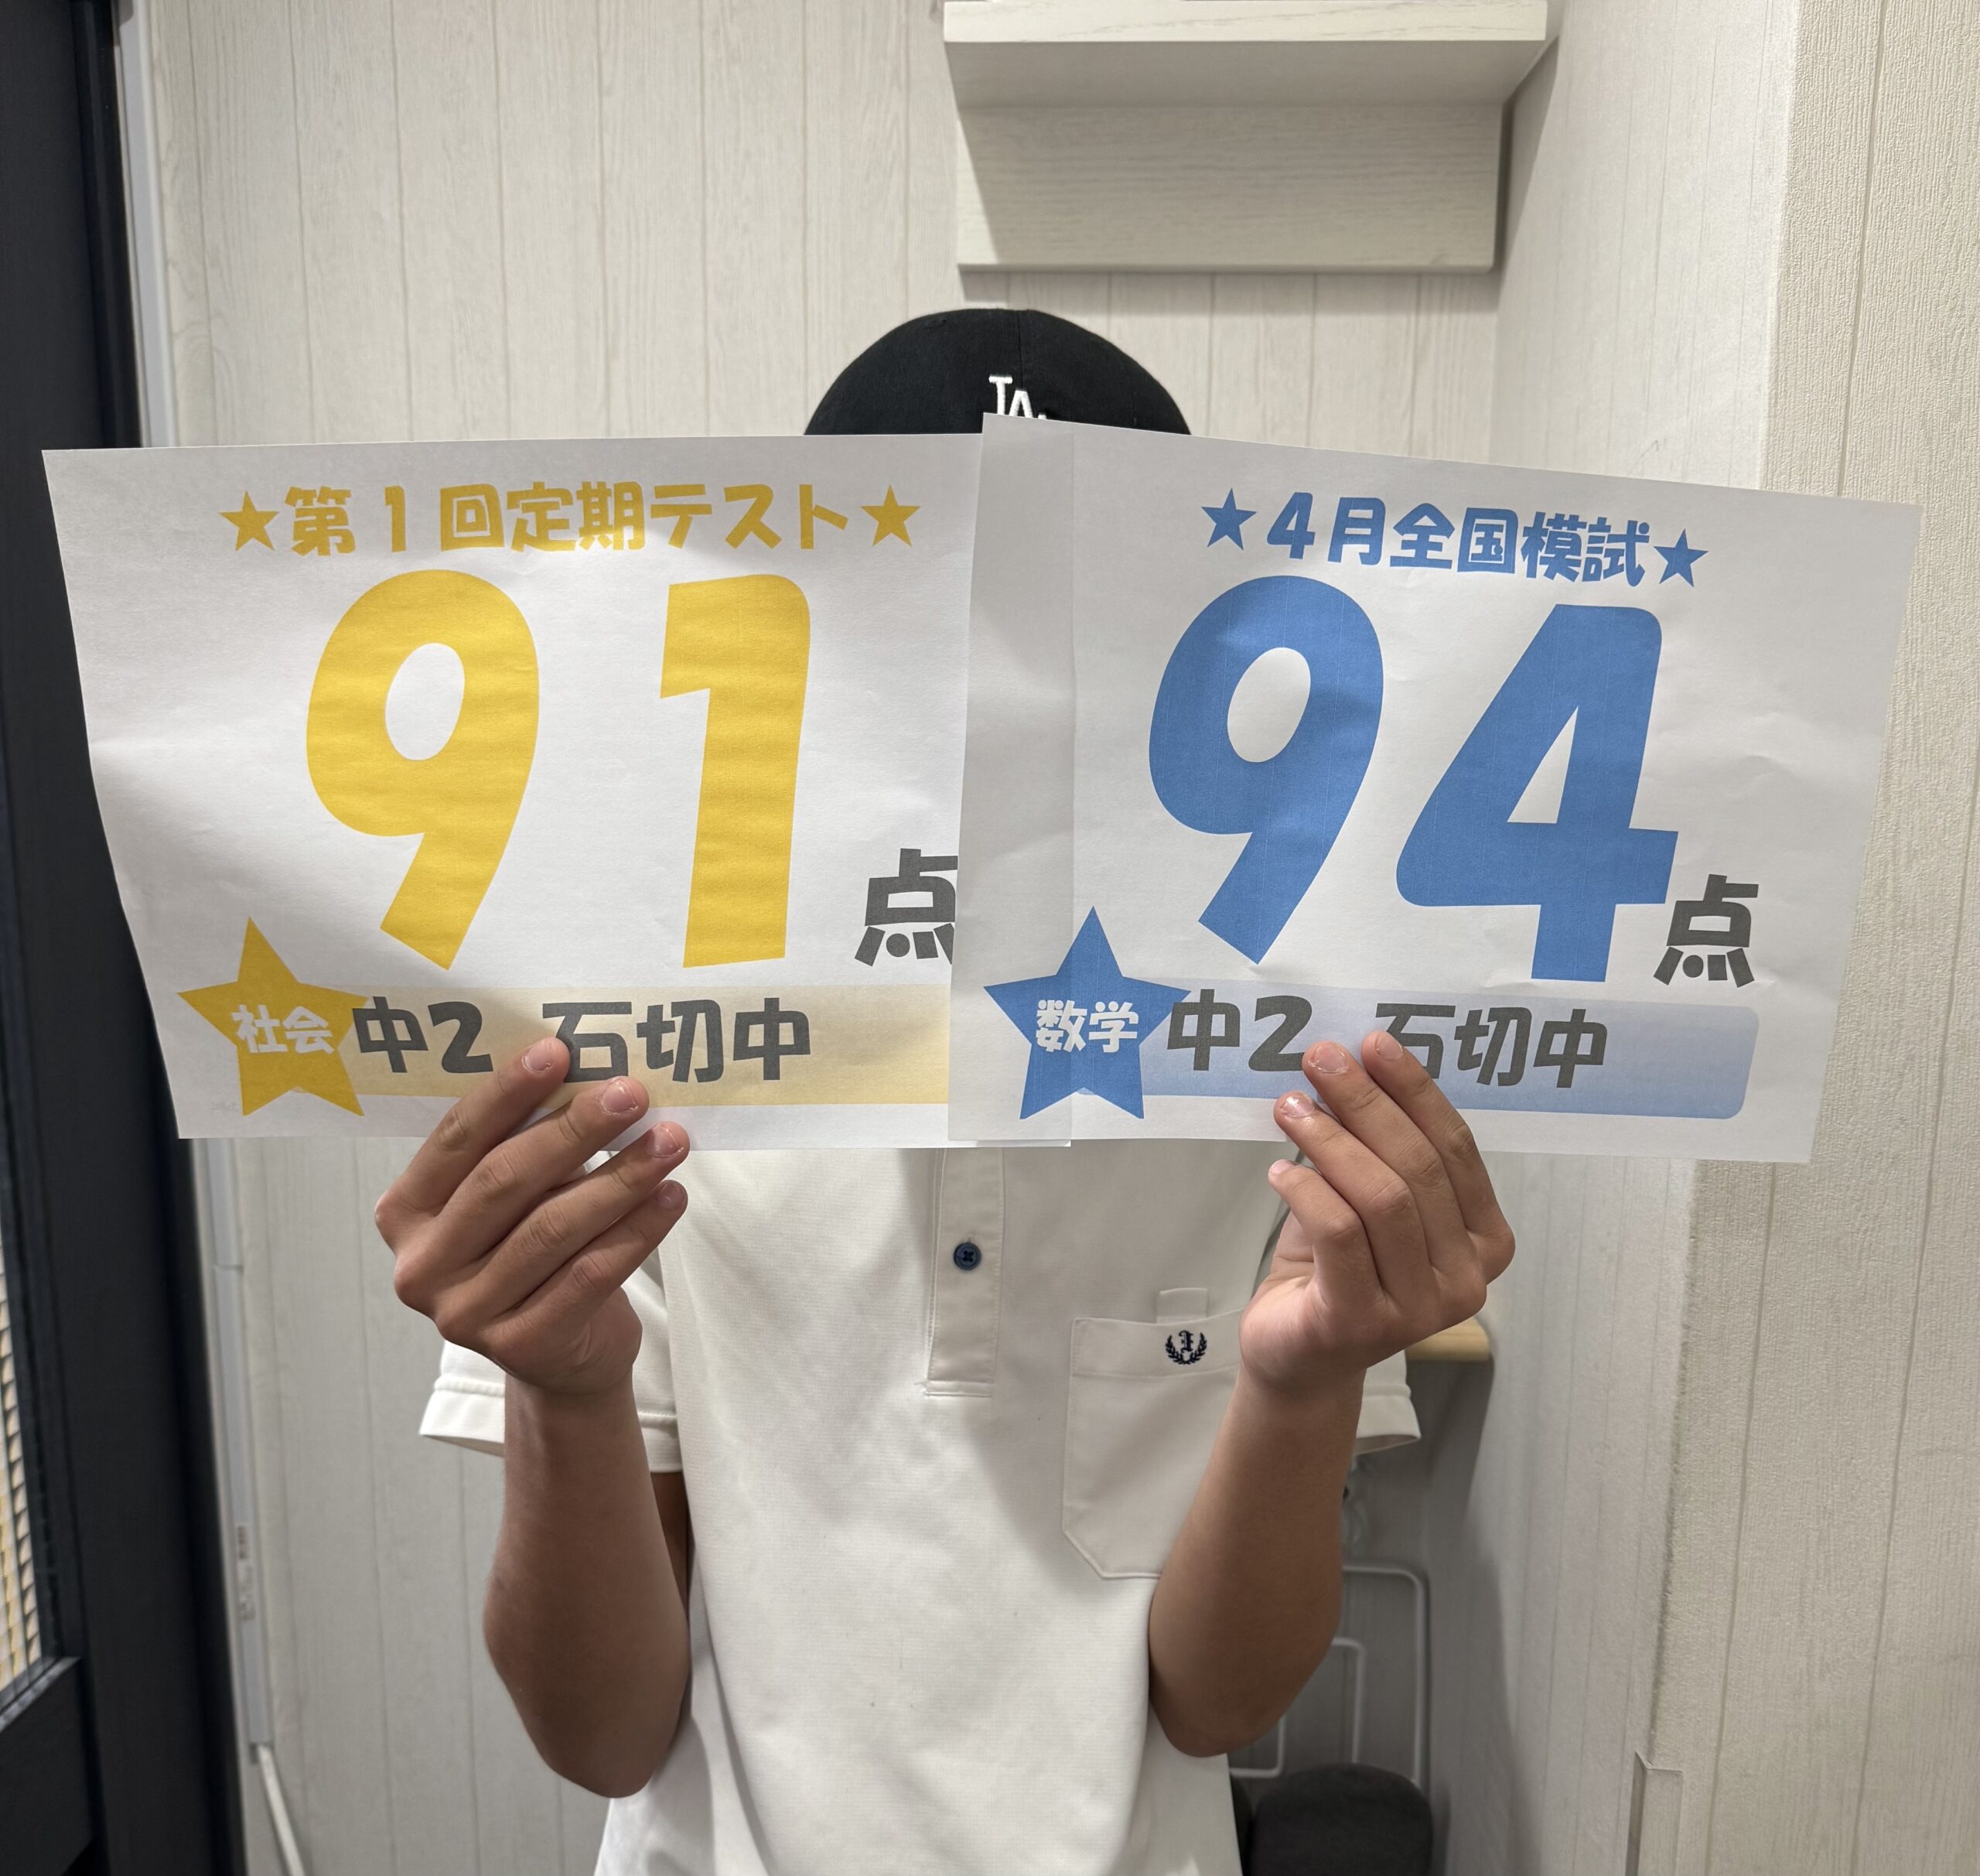 LA
★第1回定期テスト★
91点
社会 中2 石切中
★4月全国模試★
94点
数学 中2 石切中